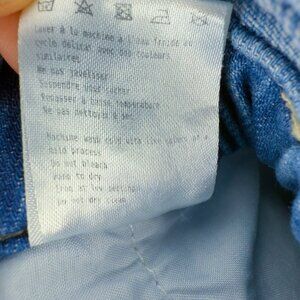 Laver à la machine à l'eau froide au
cycle délicat avec des couleurs
similaires
Ne pas javelliser
Suspendre pour sécher
Repasser à basse température
Ne pas nettoyer à sec
Machine wash cold with like colors on a
mild process
Do not bleach
to dry
Iron at low setting
Do not dry clean